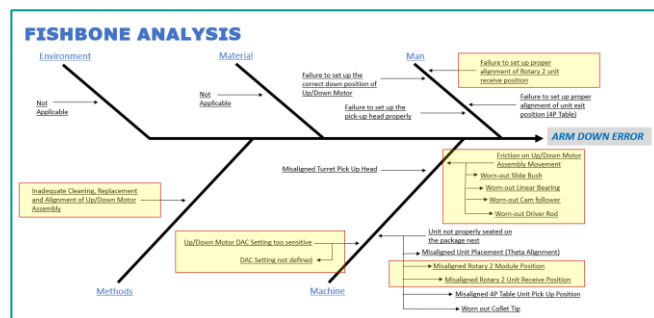 FISHBONE ANALYSIS
Environment
Material
Man
Not
Applicable
Not
Applicable
Failure to set up the
correct down position of
Up/Down Motor
Failure to set up the
pick-up head properly
Failure to set up proper
alignment of Rotary 2 unit
receive position
Failure to set up proper
alignment of unit exit
position (4P Table)
ARM DOWN ERROR
Inadequate Cleaning, Replacement
and Alignment of Up/Down Motor
Assembly
Misaligned Turret Pick Up Head
Friction on Up/Down Motor
Assembly Movement
Worn-out Slide Bush
Worn-out Linear Bearing
Worn-out Cam follower
Worn-out Driver Rod
Up/Down Motor DAC Setting too sensitive
DAC Setting not defined
Unit not properly seated on
the package nest
Misaligned Unit Placement (Theta Alignment)
Misaligned Rotary 2 Module Position
Misaligned Rotary 2 Unit Receive Position
Misaligned 4P Table Unit Pick Up Position
Worn out Collet Tip
Methods
Machine